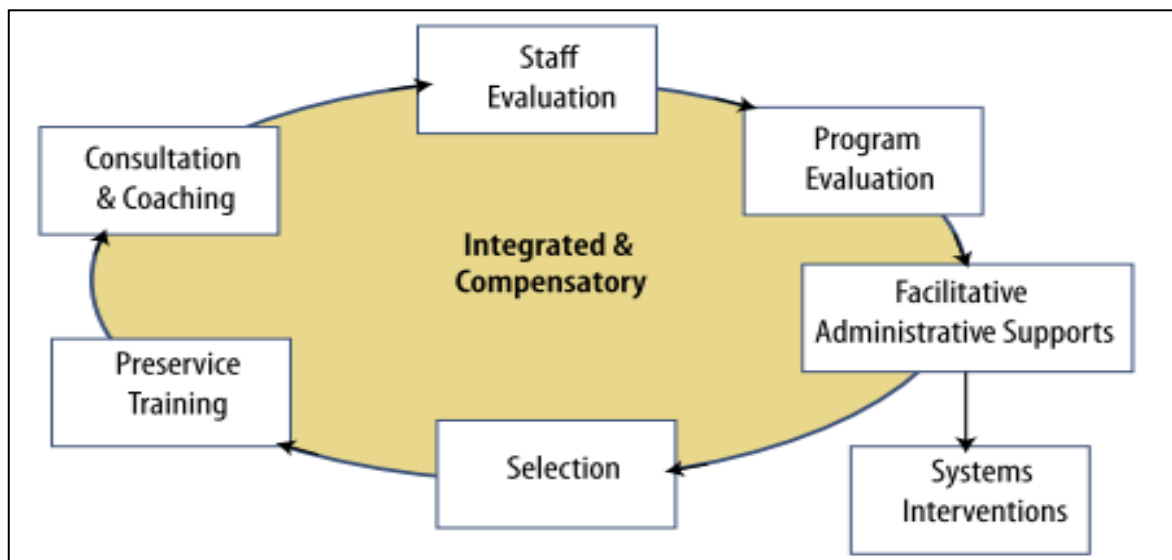 Staff
Evaluation
Program
Evaluation
Consultation
& Coaching
Integrated &
Compensatory
Facilitative
Administrative Supports
Preservice
Training
Selection
Systems
Interventions